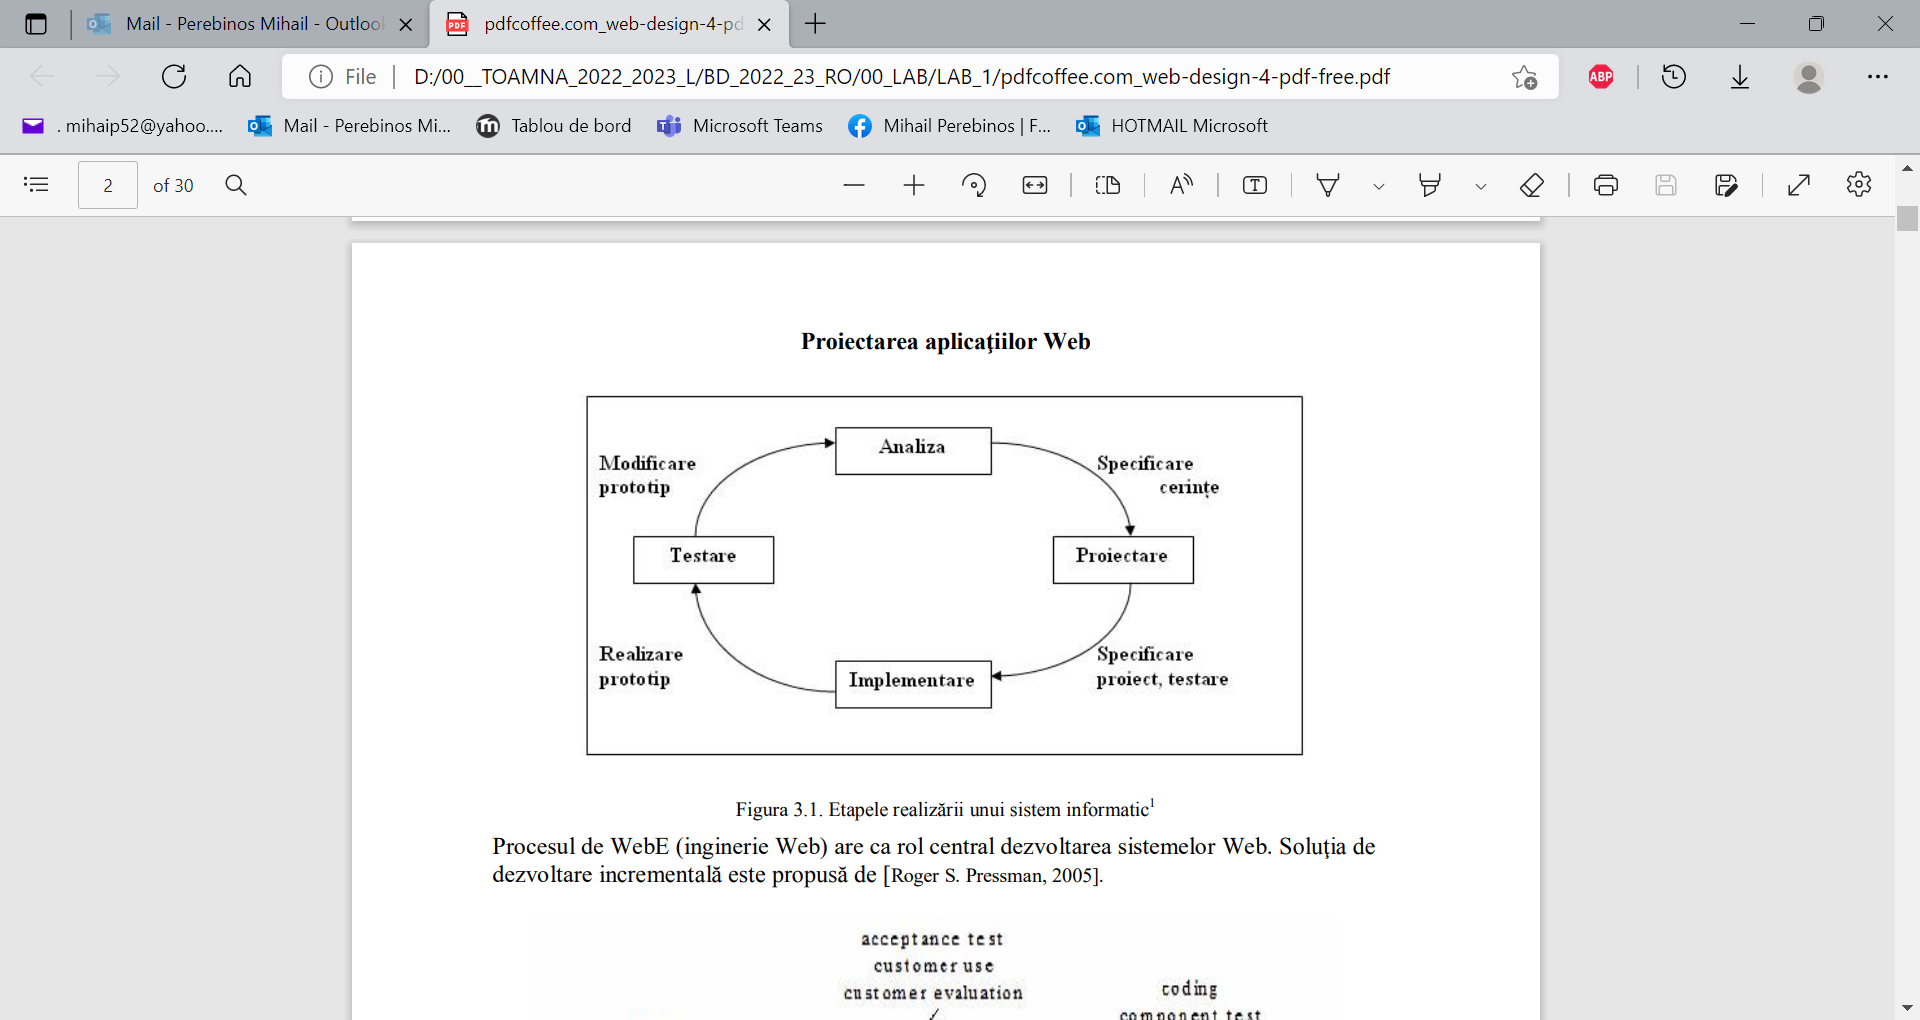 Mail - Perebinos Mihail - Outlool
pdfcoffee.com_web-design-4-pd
File
D:/00__TOAMNA_2022_2023_L/BD_2022_23_RO/00_LAB/LAB_1/pdfcoffee.com_web-design-4-pdf-free.pdf
ABP
. mihaip52@yahoo....
Mail - Perebinos Mi...
Tablou de bord
Microsoft Teams
Mihail Perebinos | F...
HOTMAIL Microsoft
2
of 30
Proiectarea aplicaţiilor Web
Analiza
Modificare
prototip
Specificare
cerințe
Testare
Proiectare
Realizare
prototip
Implementare
Specificare
proiect, testare
Figura 3.1. Etapele realizării unui sistem informatic1
Procesul de WebE (inginerie Web) are ca rol central dezvoltarea sistemelor Web. Soluţia de
dezvoltare incrementală este propusă de [Roger S. Pressman, 2005].
acceptance test
customer use
customer evaluation
coding
component test